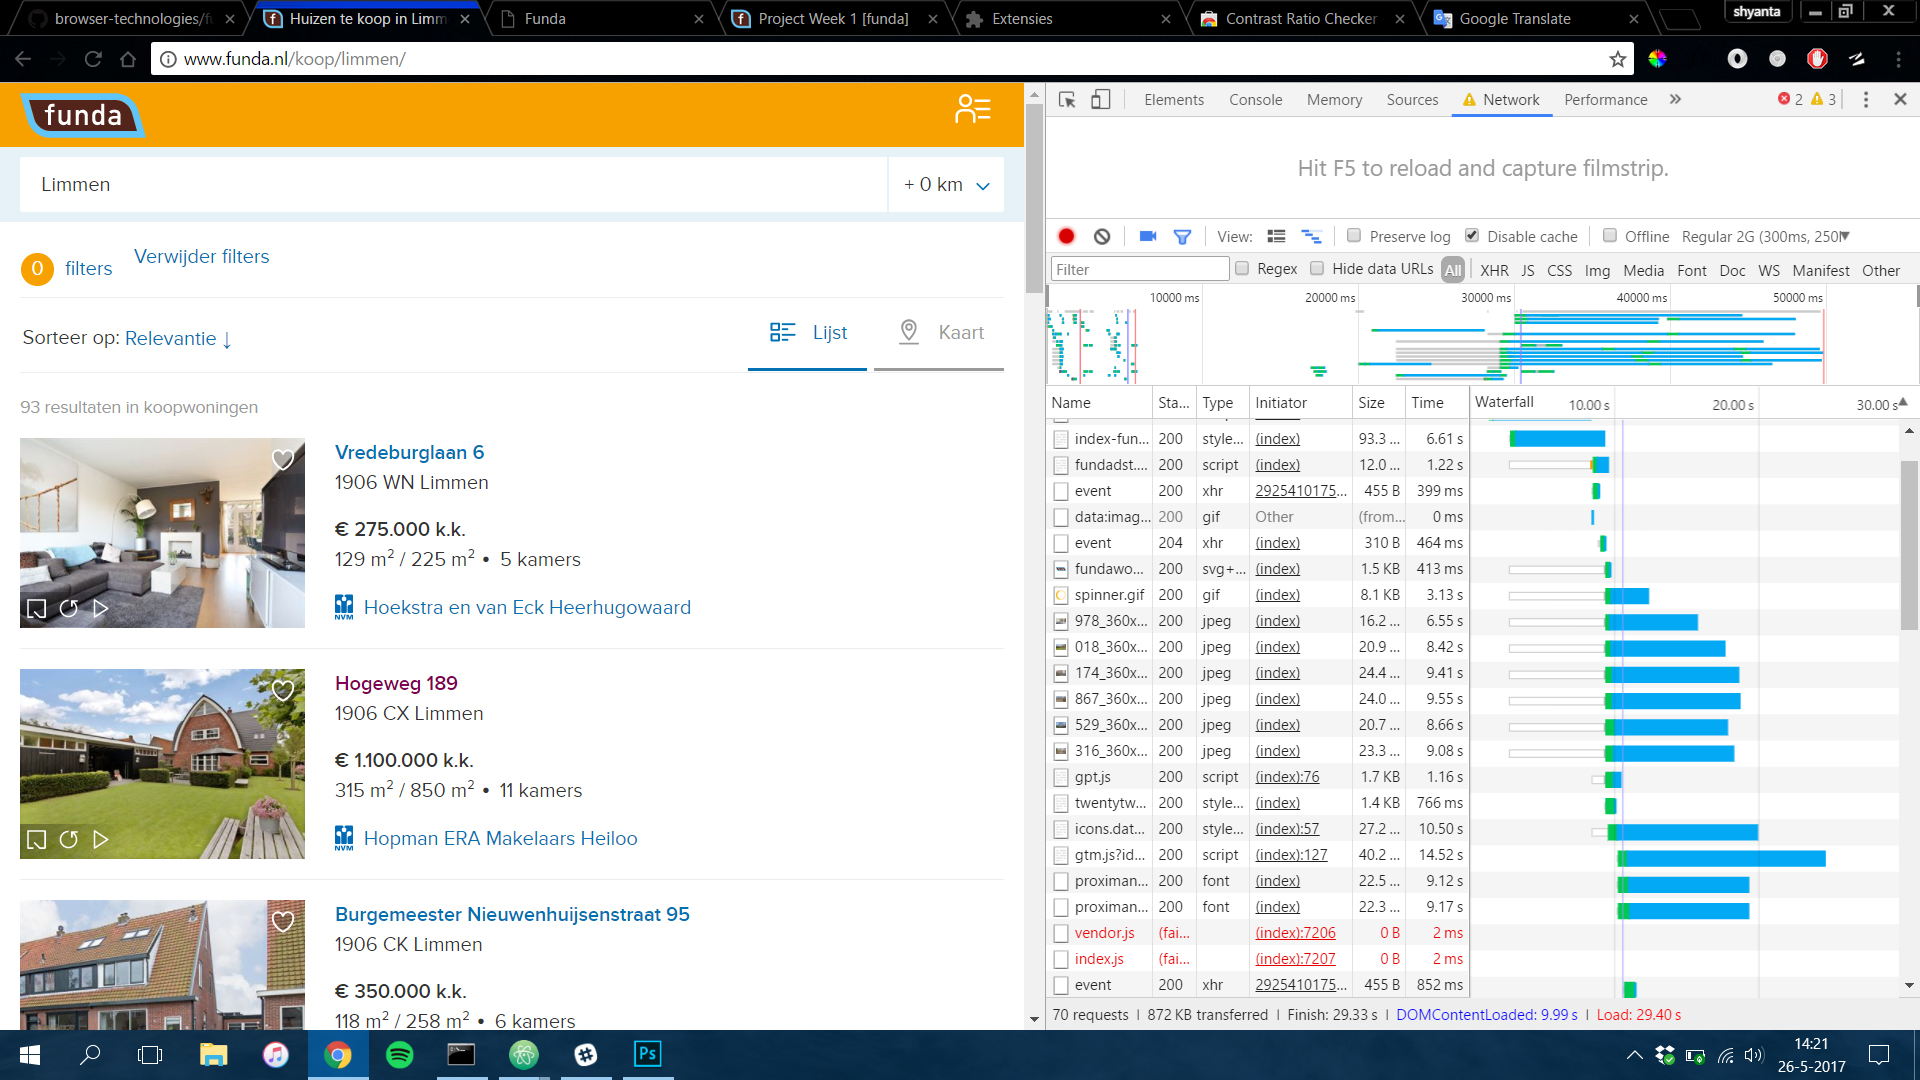 browser-technologies/fu
Huizen te koop in Limm
Funda
Project Week 1 [funda]
Extensies
Contrast Ratio Checker
Google Translate
shyanta
www.funda.nl/koop/limmen/
funda
Limmen
+ 0 km
0 filters
Verwijder filters
Sorteer op: Relevantie ↓
Lijst
Kaart
93 resultaten in koopwoningen
Vredeburglaan 6
1906 WN Limmen
€ 275.000 k.k.
129 m² / 225 m² • 5 kamers
NVM
Hoekstra en van Eck Heerhugowaard
Hogeweg 189
1906 CX Limmen
€ 1.100.000 k.k.
315 m² / 850 m² • 11 kamers
NVM
Hopman ERA Makelaars Heiloo
Burgemeester Nieuwenhuijsenstraat 95
1906 CK Limmen
€ 350.000 k.k.
118 m² / 258 m² • 6 kamers
Elements Console Memory Sources Network Performance » 2 3
Hit F5 to reload and capture filmstrip.
View: Preserve log Disable cache Offline Regular 2G (300ms, 250
Filter Regex Hide data URLs All XHR JS CSS Img Media Font Doc WS Manifest Other
10000 ms 20000 ms 30000 ms 40000 ms 50000 ms
Name Sta... Type Initiator Size Time Waterfall 10.00 s 20.00 s 30.00 s
index-fun... 200 style... (index) 93.3 ... 6.61 s
fundadst.... 200 script (index) 12.0 ... 1.22 s
event 200 xhr 2925410175... 455 B 399 ms
data:imag... 200 gif Other (from... 0 ms
event 204 xhr (index) 310 B 464 ms
fundawo... 200 svg+... (index) 1.5 KB 413 ms
spinner.gif 200 gif (index) 8.1 KB 3.13 s
978_360x... 200 jpeg (index) 16.2 ... 6.55 s
018_360x... 200 jpeg (index) 20.9 ... 8.42 s
174_360x... 200 jpeg (index) 24.4 ... 9.41 s
867_360x... 200 jpeg (index) 24.0 ... 9.55 s
529_360x... 200 jpeg (index) 20.7 ... 8.66 s
316_360x... 200 jpeg (index) 23.3 ... 9.08 s
gpt.js 200 script (index):76 1.7 KB 1.16 s
twentytw... 200 style... (index) 1.4 KB 766 ms
icons.dat... 200 style... (index):57 27.2 ... 10.50 s
gtm.js?id... 200 script (index):127 40.2 ... 14.52 s
proximan... 200 font (index) 22.5 ... 9.12 s
proximan... 200 font (index) 22.3 ... 9.17 s
vendor.js (fai... (index):7206 0 B 2 ms
index.js (fai... (index):7207 0 B 2 ms
event 200 xhr 2925410175... 455 B 852 ms
70 requests | 872 KB transferred | Finish: 29.33 s | DOMContentLoaded: 9.99 s | Load: 29.40 s
Ps
14:21
26-5-2017